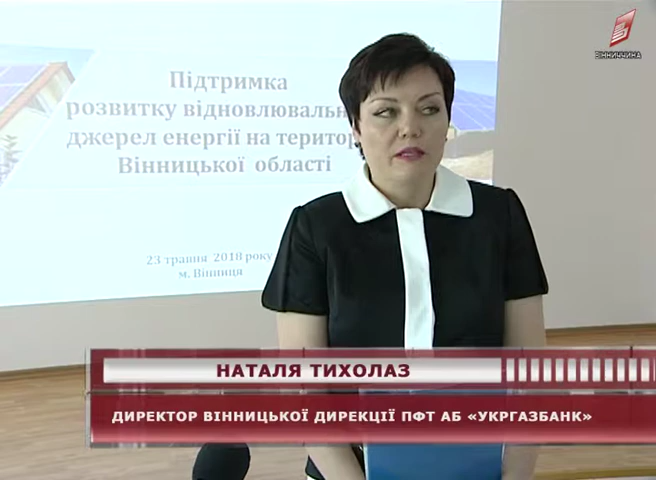 ВІННИЧЧИНА
Підтримка
розвитку відновлювальн
джерел енергії на територ
Вінницької області
23 травня 2018 року
м. Вінниця
НАТАЛЯ ТИХОЛАЗ
ДИРЕКТОР ВІННИЦЬКОЇ ДИРЕКЦІЇ ПФТ АБ «УКРГАЗБАНК»